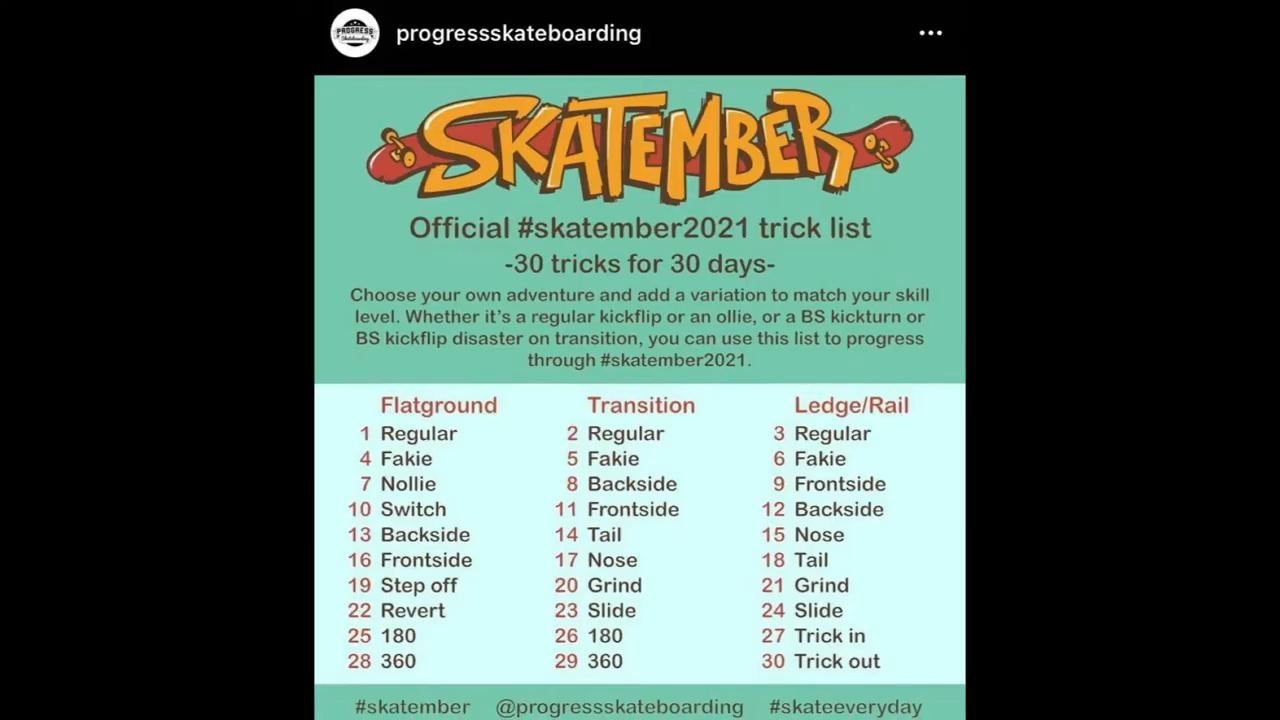 PROGRESS
Skateboarding
progressskateboarding
SKATEMBER
Official #skatember2021 trick list
-30 tricks for 30 days-
Choose your own adventure and add a variation to match your skill
level. Whether it's a regular kickflip or an ollie, or a BS kickturn or
BS kickflip disaster on transition, you can use this list to progress
through #skatember2021.
Flatground Transition Ledge/Rail
1 Regular 2 Regular 3 Regular
4 Fakie 5 Fakie 6 Fakie
7 Nollie 8 Backside 9 Frontside
10 Switch 11 Frontside 12 Backside
13 Backside 14 Tail 15 Nose
16 Frontside 17 Nose 18 Tail
19 Step off 20 Grind 21 Grind
22 Revert 23 Slide 24 Slide
25 180 26 180 27 Trick in
28 360 29 360 30 Trick out
#skatember @progressskateboarding #skateeveryday